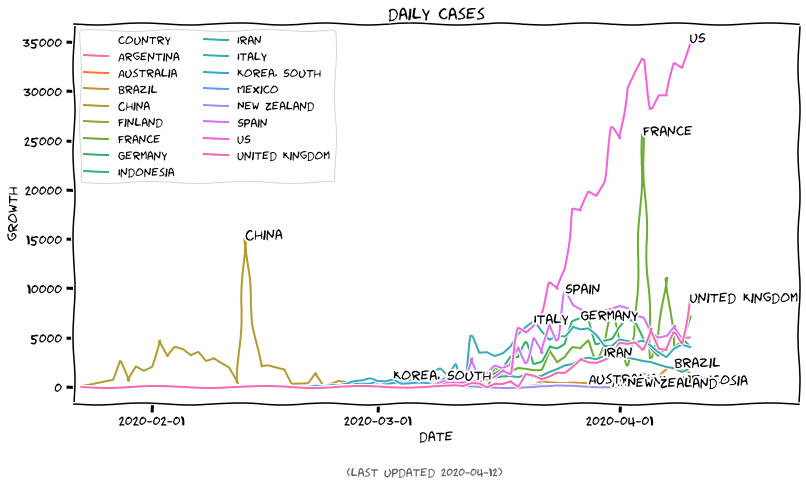 DAILY CASES
COUNTRY
ARGENTINA
AUSTRALIA
BRAZIL
CHINA
FINLAND
FRANCE
GERMANY
INDONESIA
IRAN
ITALY
KOREA, SOUTH
MEXICO
NEW ZEALAND
SPAIN
US
UNITED KINGDOM
35000
30000
25000
20000
15000
10000
5000
0
GROWTH
US
FRANCE
CHINA
SPAIN
UNITED KINGDOM
ITALY
GERMANY
IRAN
BRAZIL
KOREA, SOUTH
NEW ZEALAND
2020-02-01
2020-03-01
2020-04-01
DATE
(LAST UPDATED 2020-04-12)